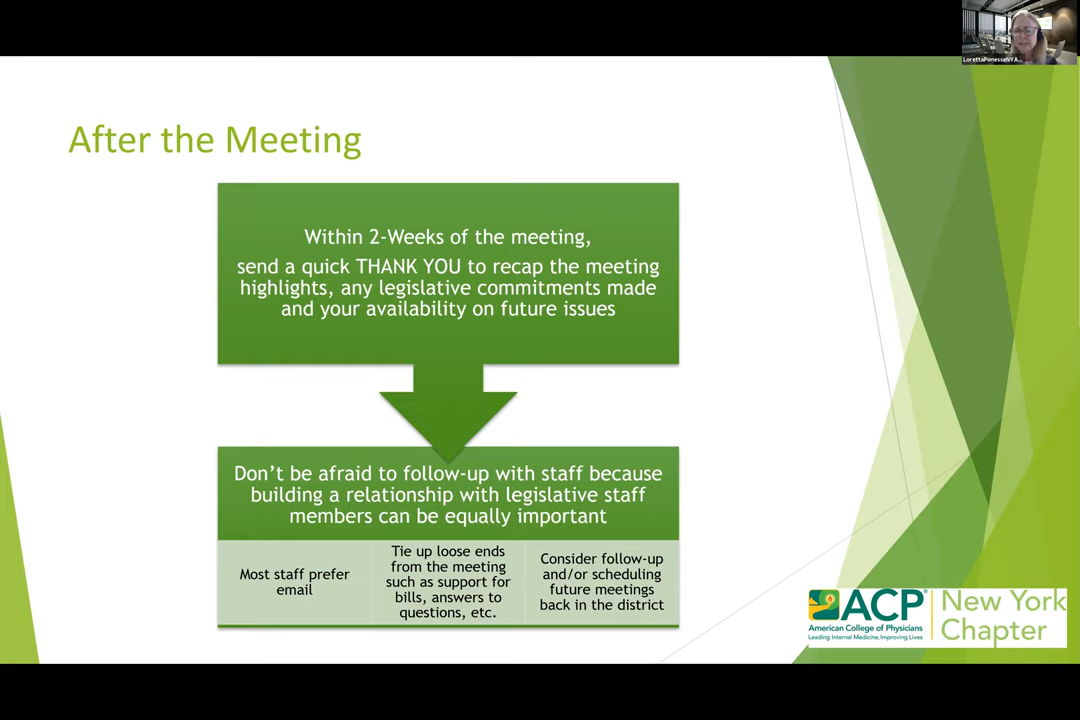 LorettaPonesseNYA...
After the Meeting
Within 2-Weeks of the meeting,
send a quick THANK YOU to recap the meeting
highlights, any legislative commitments made
and your availability on future issues
Don't be afraid to follow-up with staff because
building a relationship with legislative staff
members can be equally important
Most staff prefer
email
Tie up loose ends
from the meeting
such as support for
bills, answers to
questions, etc.
Consider follow-up
and/or scheduling
future meetings
back in the district
ACP®
American College of Physicians
Leading Internal Medicine, Improving Lives
New York
Chapter